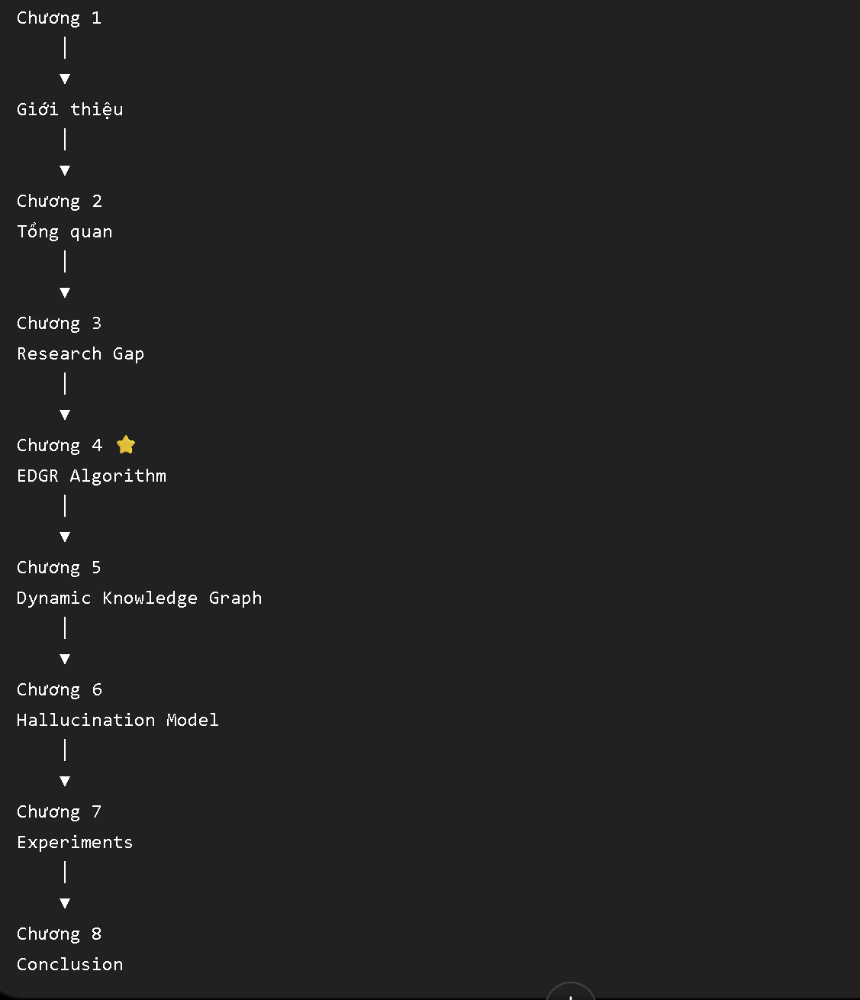 Chương 1
│
▼
Giới thiệu
│
▼
Chương 2
Tổng quan
│
▼
Chương 3
Research Gap
│
▼
Chương 4 ⭐
EDGR Algorithm
│
▼
Chương 5
Dynamic Knowledge Graph
│
▼
Chương 6
Hallucination Model
│
▼
Chương 7
Experiments
│
▼
Chương 8
Conclusion